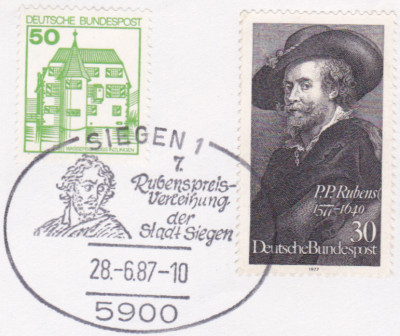 50
DEUTSCHE BUNDESPOST
SIEGEN 1
7.
Rubenspreis-
Verleihung
der
Stadt Siegen
28.-6.87-10
5900
P.P. Rubens
1577-1640
30
Deutsche Bundespost
1977